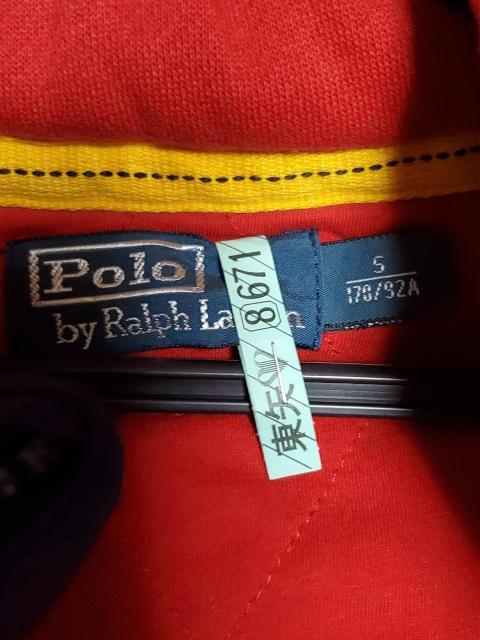 Polo
by Ralph La n
S
170/92A
8671
東矢